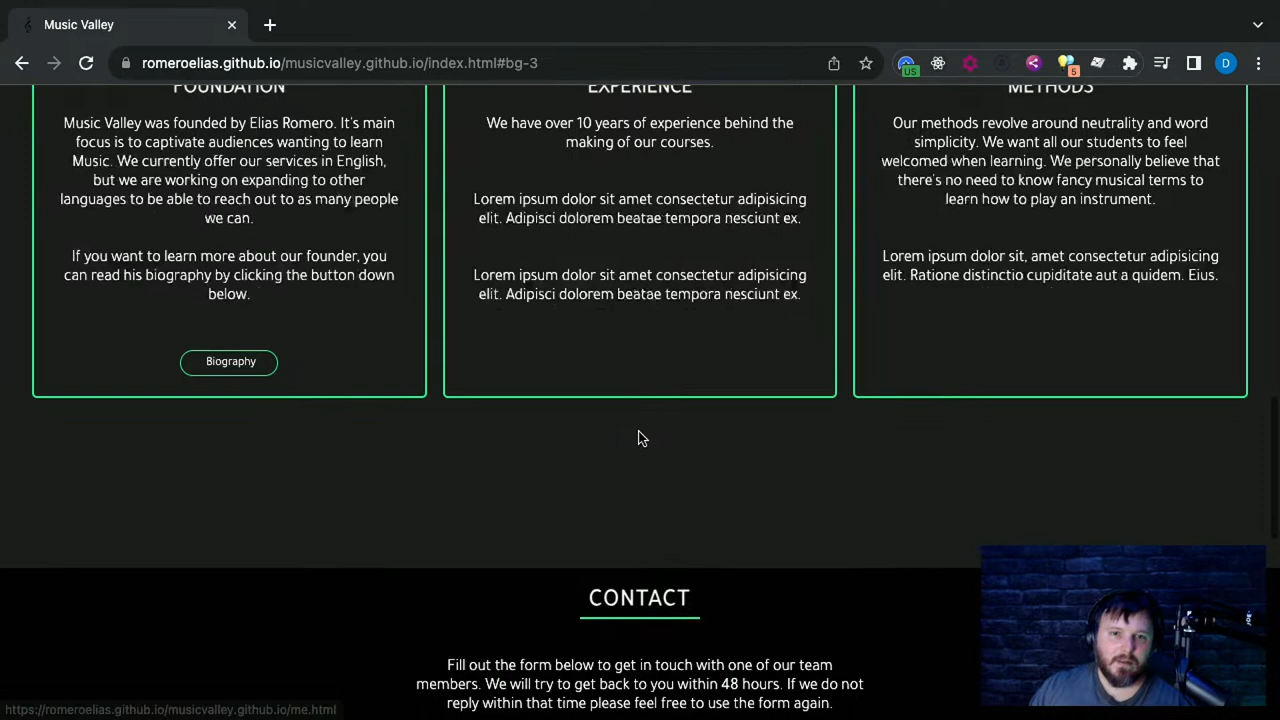 Music Valley
romeroelias.github.io/musicvalley.github.io/index.html#bg-3
US
5
D
FOUNDATION
Music Valley was founded by Elias Romero. It's main
focus is to captivate audiences wanting to learn
Music. We currently offer our services in English,
but we are working on expanding to other
languages to be able to reach out to as many people
we can.
If you want to learn more about our founder, you
can read his biography by clicking the button down
below.
Biography
EXPERIENCE
We have over 10 years of experience behind the
making of our courses.
Lorem ipsum dolor sit amet consectetur adipisicing
elit. Adipisci dolorem beatae tempora nesciunt ex.
Lorem ipsum dolor sit amet consectetur adipisicing
elit. Adipisci dolorem beatae tempora nesciunt ex.
METHODS
Our methods revolve around neutrality and word
simplicity. We want all our students to feel
welcomed when learning. We personally believe that
there's no need to know fancy musical terms to
learn how to play an instrument.
Lorem ipsum dolor sit, amet consectetur adipisicing
elit. Ratione distinctio cupiditate aut a quidem. Eius.
CONTACT
Fill out the form below to get in touch with one of our team
members. We will try to get back to you within 48 hours. If we do not
reply within that time please feel free to use the form again.
https://romeroelias.github.io/musicvalley.github.io/me.html